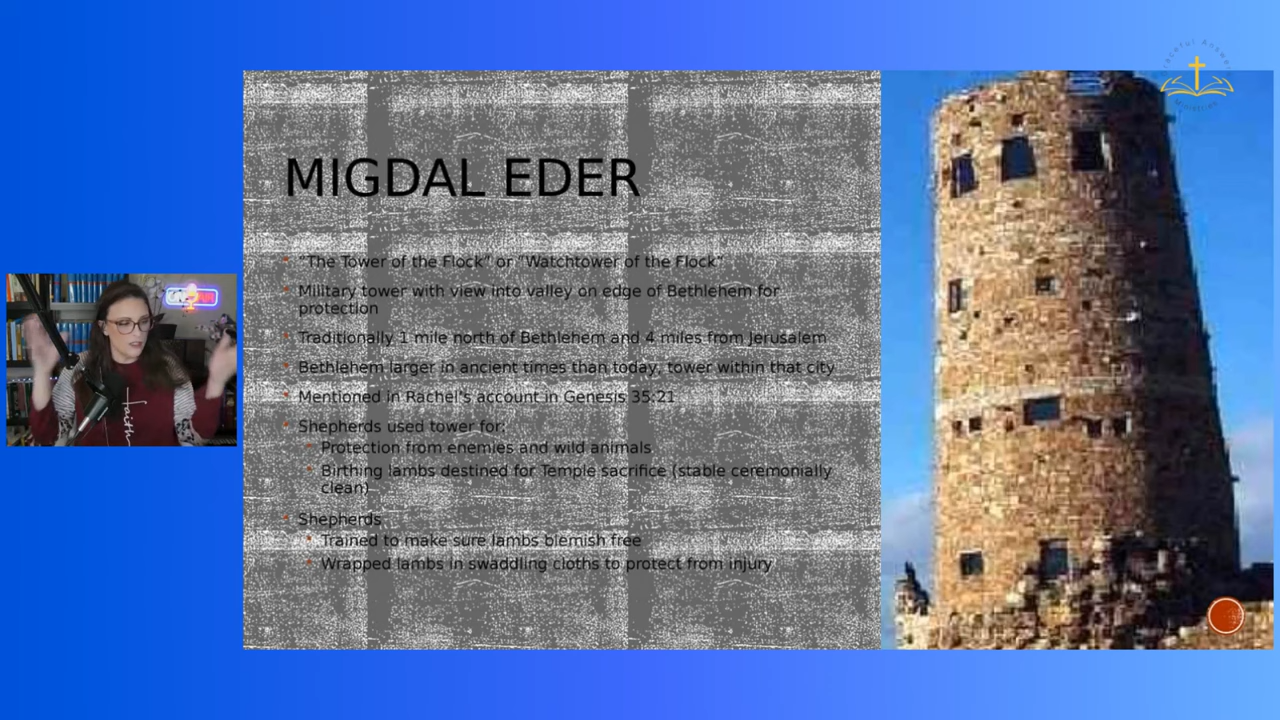 MIGDAL EDER
"The Tower of the Flock" or "Watchtower of the Flock"
Military tower with view into valley on edge of Bethlehem for
protection
Traditionally 1 mile north of Bethlehem and 4 miles from Jerusalem
Bethlehem larger in ancient times than today, tower within that city
Mentioned in Rachel's account in Genesis 35:21
Shepherds used tower for:
Protection from enemies and wild animals
Birthing lambs destined for Temple sacrifice (stable ceremonially
clean)
Shepherds
Trained to make sure lambs blemish free
Wrapped lambs in swaddling cloths to protect from injury
faith
Ministries